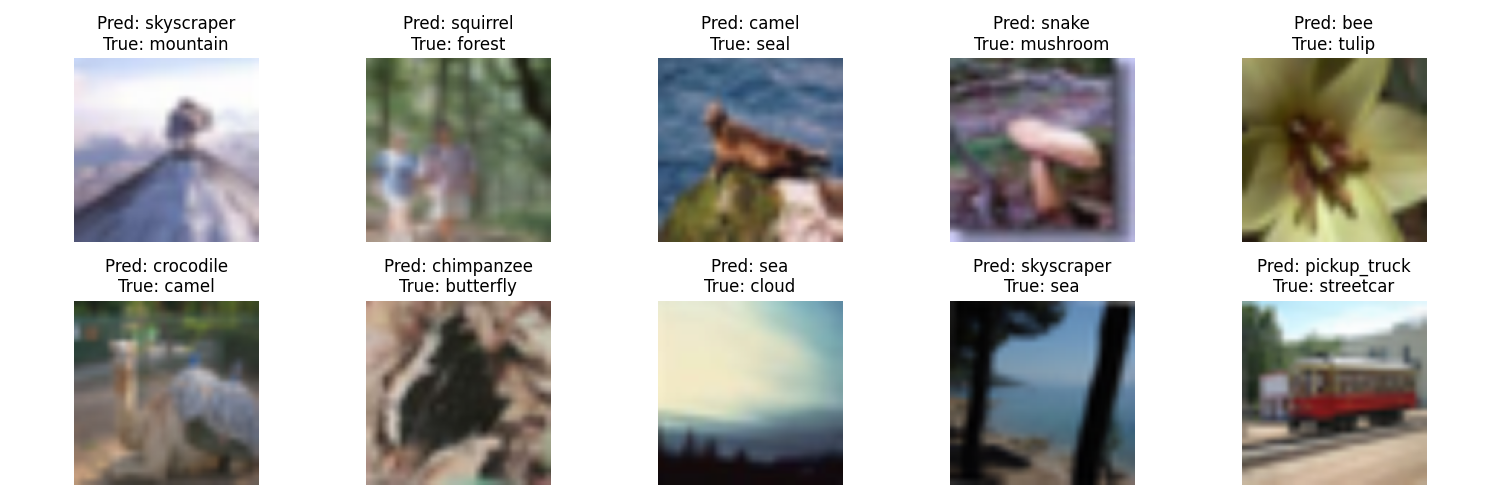 Pred: skyscraper
True: mountain
Pred: squirrel
True: forest
Pred: camel
True: seal
Pred: snake
True: mushroom
Pred: bee
True: tulip
Pred: crocodile
True: camel
Pred: chimpanzee
True: butterfly
Pred: sea
True: cloud
Pred: skyscraper
True: sea
Pred: pickup_truck
True: streetcar